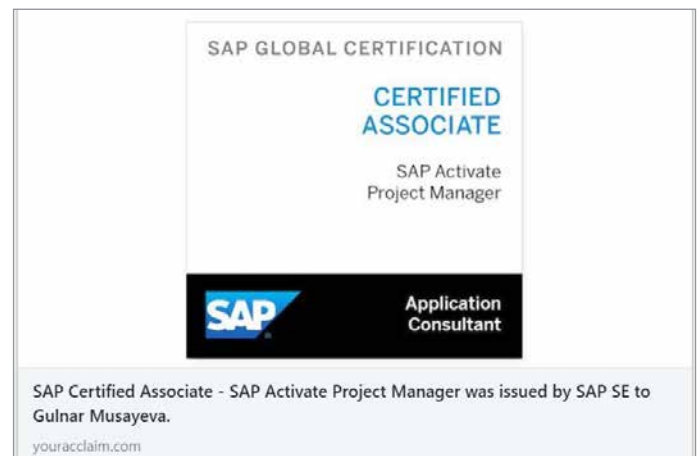 SAP GLOBAL CERTIFICATION
CERTIFIED
ASSOCIATE
SAP Activate
Project Manager
SAP
Application
Consultant
SAP Certified Associate - SAP Activate Project Manager was issued by SAP SE to
Gulnar Musayeva.
youracclaim.com